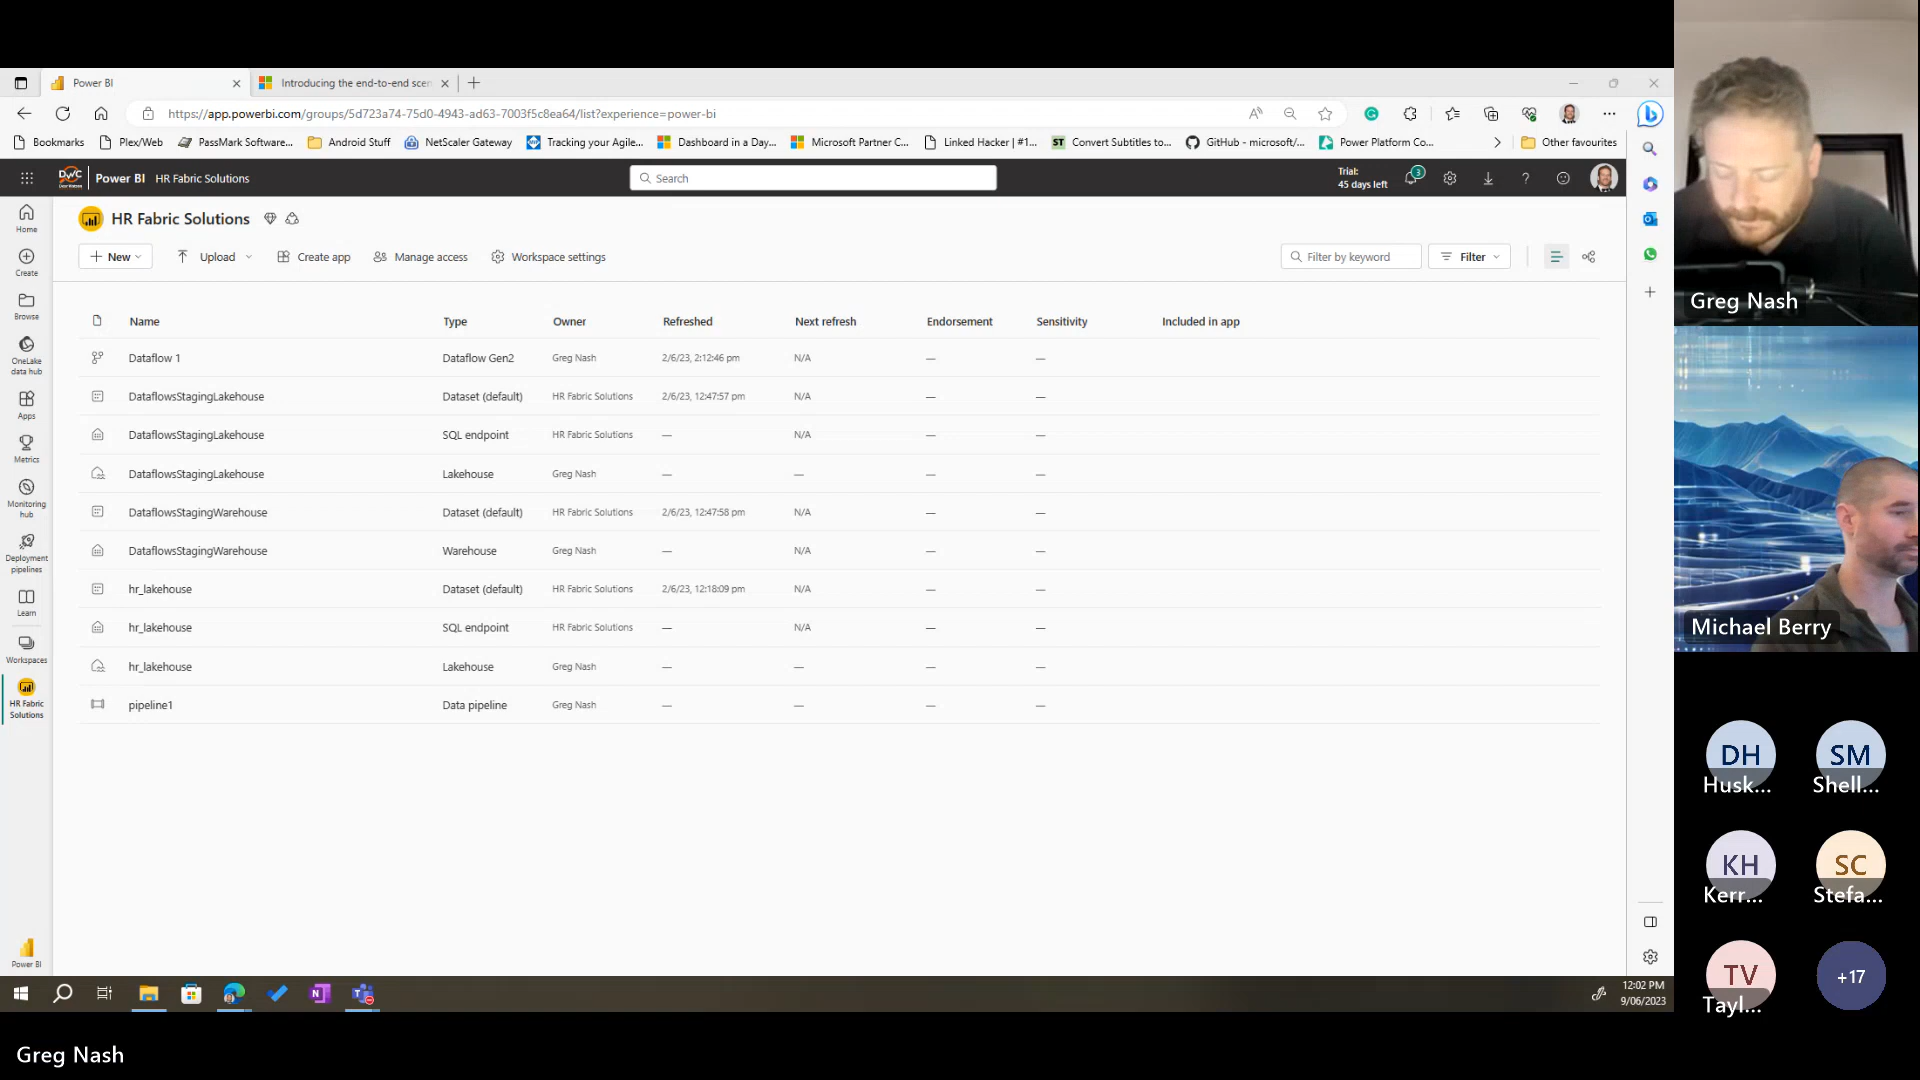 Power BI
Introducing the end-to-end scen
https://app.powerbi.com/groups/5d723a74-75d0-4943-ad63-7003f5c8ea64/list?experience=power-bi
Bookmarks Plex/Web PassMark Software... Android Stuff NetScaler Gateway Tracking your Agile... Dashboard in a Day... Microsoft Partner C... Linked Hacker | #1... ST Convert Subtitles to... GitHub - microsoft/... Power Platform Co... Other favourites
DWC Power BI HR Fabric Solutions
Search
Trial:
45 days left
3
HR Fabric Solutions
New Upload Create app Manage access Workspace settings
Filter by keyword Filter
Name Type Owner Refreshed Next refresh Endorsement Sensitivity Included in app
Dataflow 1 Dataflow Gen2 Greg Nash 2/6/23, 2:12:46 pm N/A — —
DataflowsStagingLakehouse Dataset (default) HR Fabric Solutions 2/6/23, 12:47:57 pm N/A — —
DataflowsStagingLakehouse SQL endpoint HR Fabric Solutions — N/A — —
DataflowsStagingLakehouse Lakehouse Greg Nash — — — —
DataflowsStagingWarehouse Dataset (default) HR Fabric Solutions 2/6/23, 12:47:58 pm N/A — —
DataflowsStagingWarehouse Warehouse Greg Nash — N/A — —
hr_lakehouse Dataset (default) HR Fabric Solutions 2/6/23, 12:18:09 pm N/A — —
hr_lakehouse SQL endpoint HR Fabric Solutions — N/A — —
hr_lakehouse Lakehouse Greg Nash — — — —
pipeline1 Data pipeline Greg Nash — — — —
Home
Create
Browse
OneLake
data hub
Apps
Metrics
Monitoring
hub
Deployment
pipelines
Learn
Workspaces
HR Fabric
Solutions
Power BI
12:02 PM
9/06/2023
Greg Nash
Michael Berry
DH SM
Husk... Shell...
KH SC
Kerr... Stefa...
TV +17
Tayl...
Greg Nash